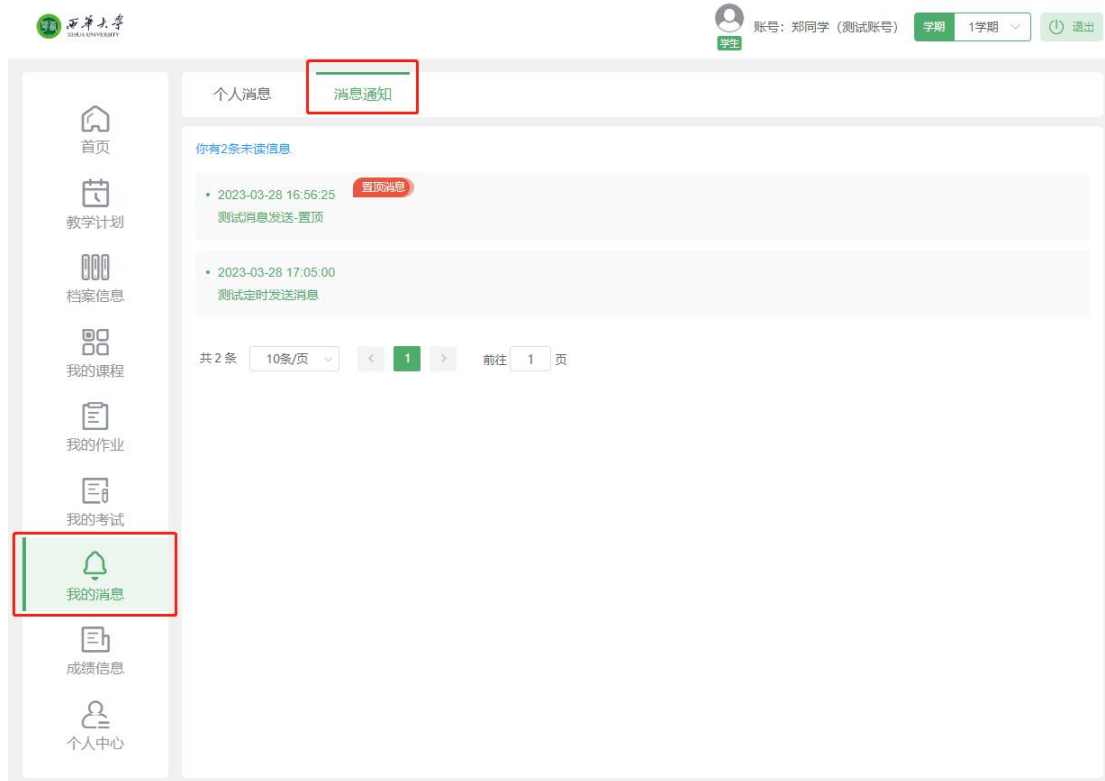 西华大学
XIHUA UNIVERSITY
学生
账号：郑同学（测试账号）
学期 1学期
退出
个人消息 消息通知
首页
教学计划
档案信息
我的课程
我的作业
我的考试
我的消息
成绩信息
个人中心
你有2条未读信息
• 2023-03-28 16:56:25 置顶消息
测试消息发送-置顶
• 2023-03-28 17:05:00
测试定时发送消息
共 2 条 10条/页 < 1 > 前往 1 页